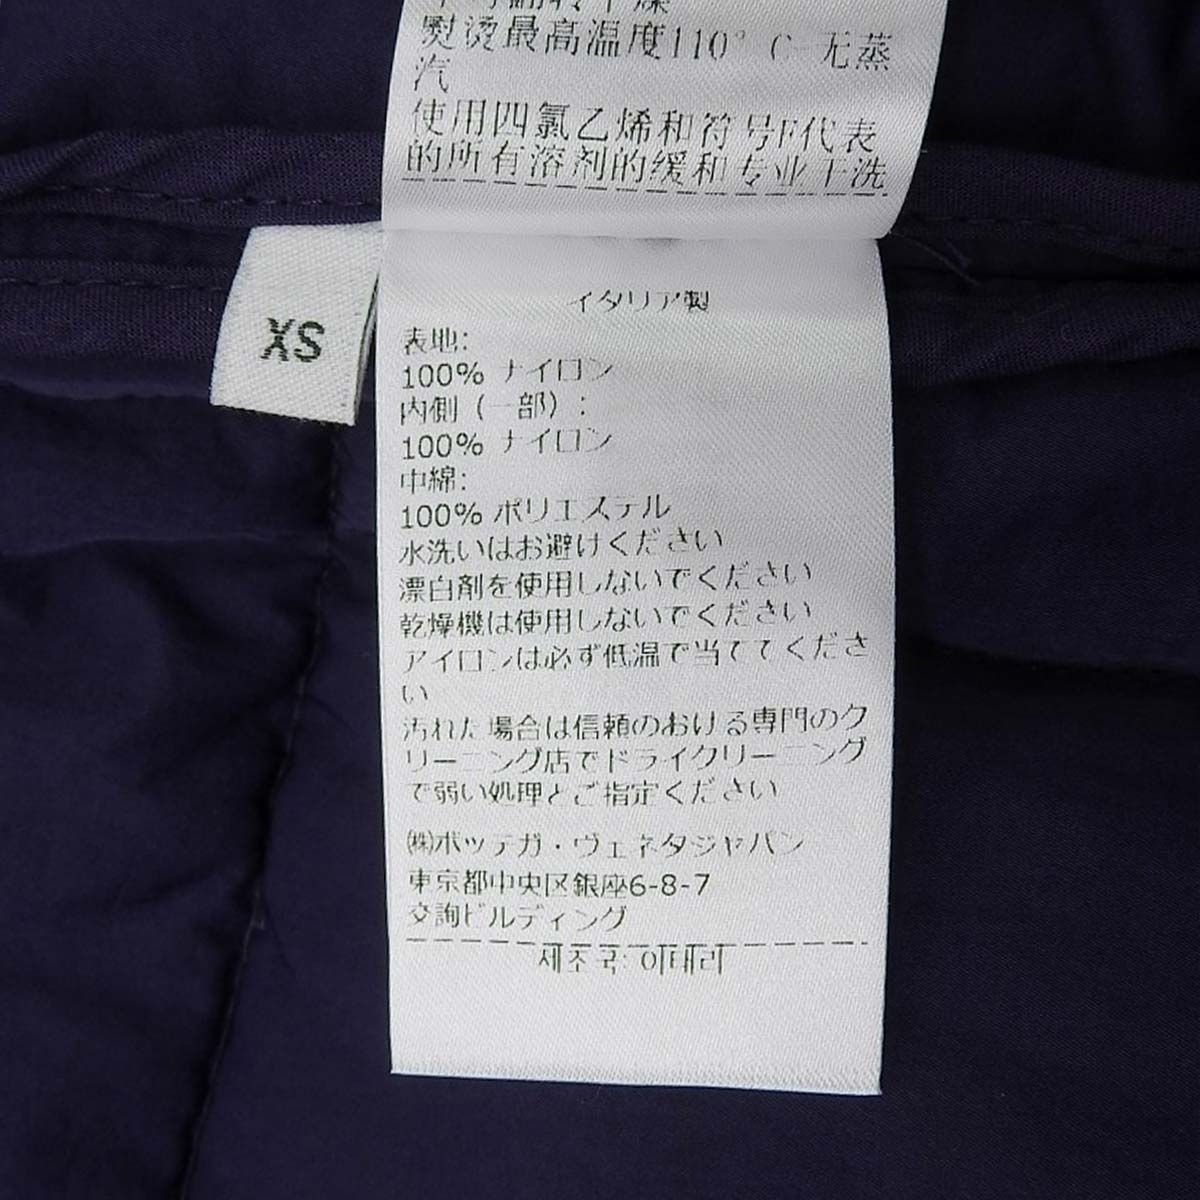 熨烫最高温度110° C-无蒸
汽
使用四氯乙烯和符号F代表
的所有溶剂的缓和专业干洗
XS
イタリア製
表地:
100% ナイロン
内側 (一部) :
100% ナイロン
中綿:
100% ポリエステル
水洗いはお避けください
漂白剤を使用しないでください
乾燥機は使用しないでください
アイロンは必ず低温で当ててくださ
い
汚れた場合は信頼のおける専門のク
リーニング店でドライクリーニング
で弱い処理とご指定ください
㈱ボッテガ・ヴェネタジャパン
東京都中央区銀座6-8-7
交詢ビルディング
제조국: 이태리